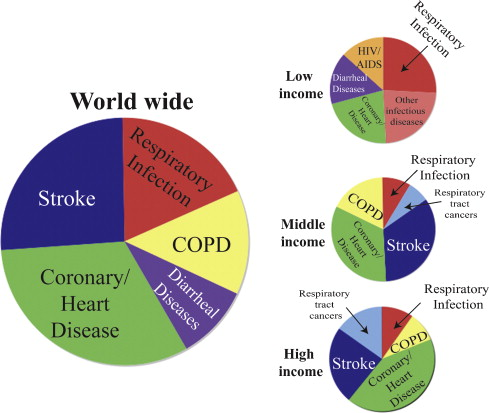 World wide
Respiratory
Infection
COPD
Diarrheal
Diseases
Coronary/
Heart
Disease
Stroke
Low
income
Respiratory
Infection
Other
infectious
diseases
Coronary/
Heart
Disease
Diarrheal
Diseases
HIV/
AIDS
Middle
income
Respiratory
Infection
Respiratory
tract
cancers
Stroke
Coronary/
Heart
Disease
COPD
High
income
Respiratory
Infection
COPD
Coronary/
Heart
Disease
Stroke
Respiratory
tract
cancers